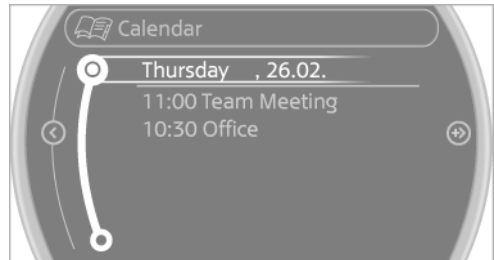 Calendar
Thursday , 26.02.
11:00 Team Meeting
10:30 Office